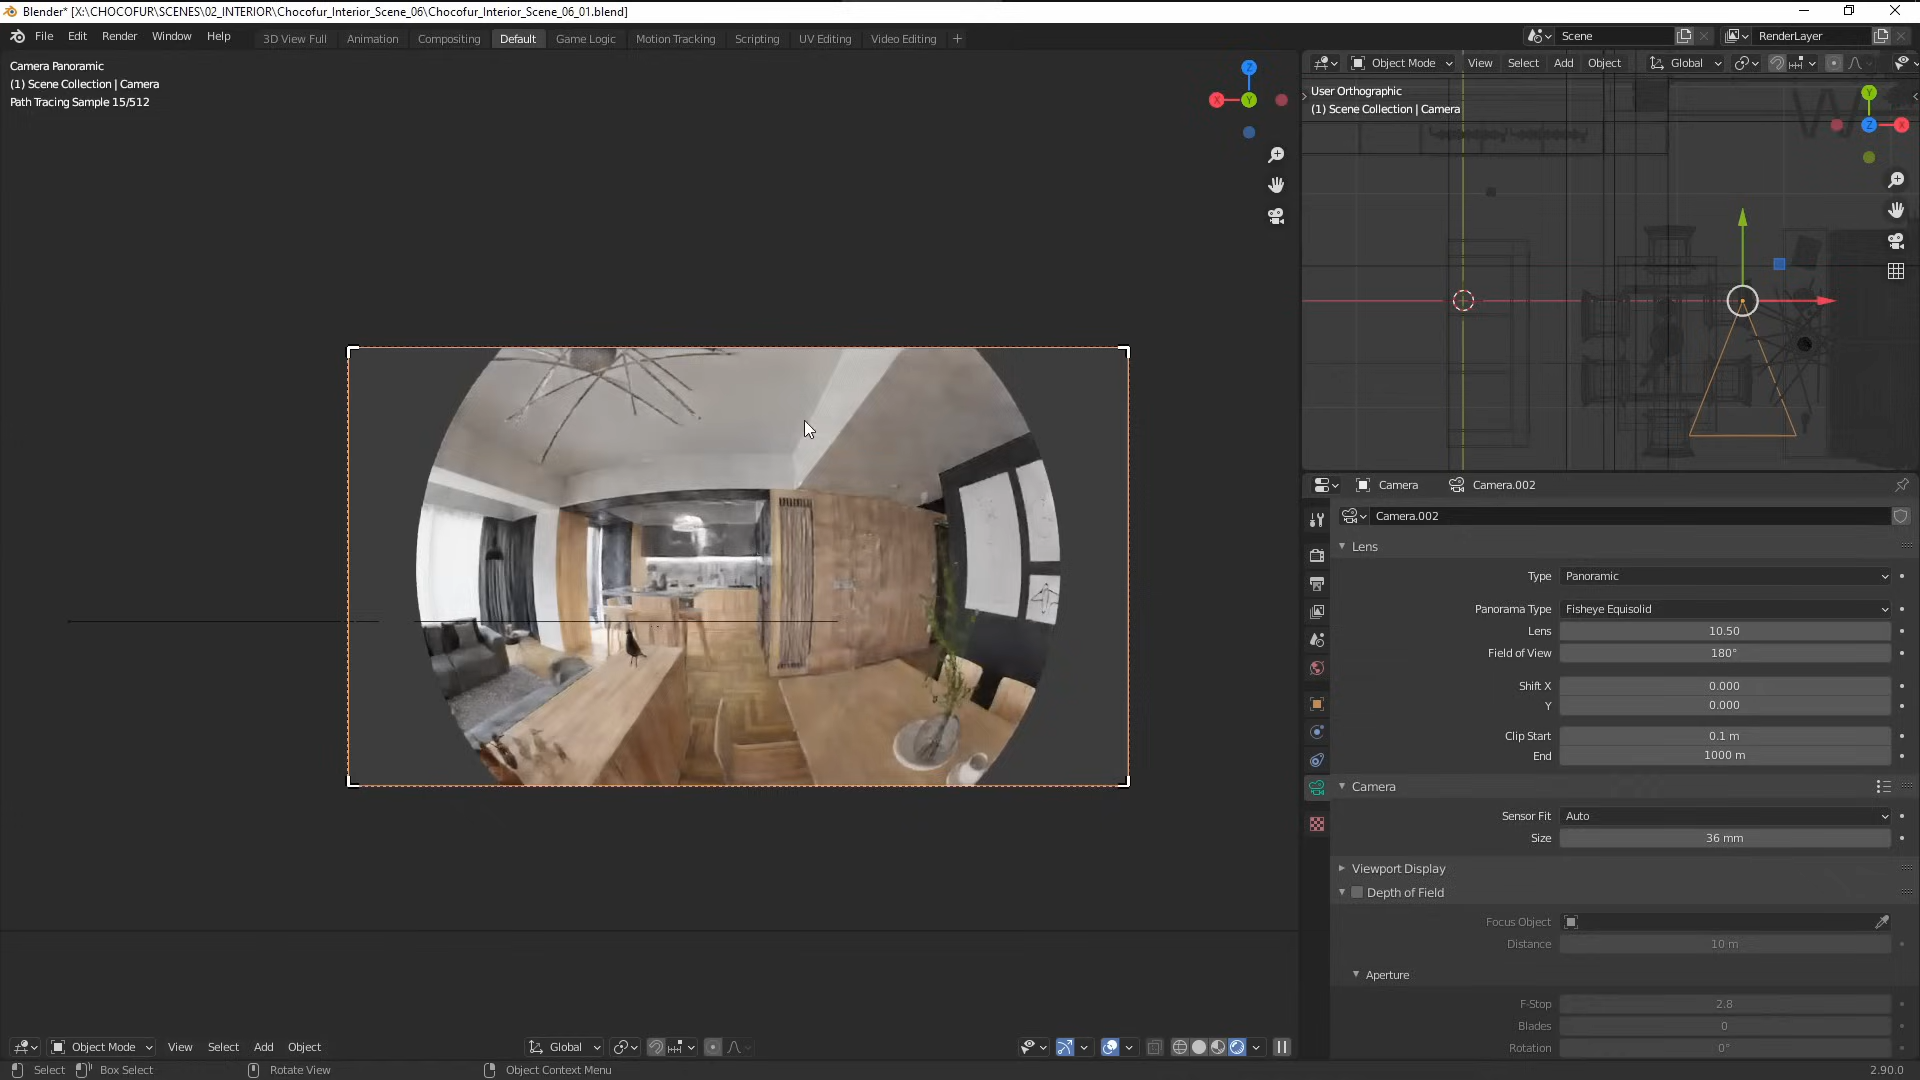 Blender* [X:\CHOCOFUR\SCENES\02_INTERIOR\Chocofur_Interior_Scene_06\Chocofur_Interior_Scene_06_01.blend]
File Edit Render Window Help 3D View Full Animation Compositing Default Game Logic Motion Tracking Scripting UV Editing Video Editing + Scene RenderLayer
Object Mode View Select Add Object Global
Camera Panoramic
(1) Scene Collection | Camera
Path Tracing Sample 15/512
Z
X Y
User Orthographic
(1) Scene Collection | Camera
Y
Z X
Camera Camera.002
Camera.002
Lens
Type Panoramic
Panorama Type Fisheye Equisolid
Lens 10.50
Field of View 180°
Shift X 0.000
Y 0.000
Clip Start 0.1 m
End 1000 m
Camera
Sensor Fit Auto
Size 36 mm
Viewport Display
Depth of Field
Focus Object
Distance 10 m
Aperture
F-Stop 2.8
Blades 0
Rotation 0°
Object Mode View Select Add Object Global
Select Box Select Rotate View Object Context Menu 2.90.0